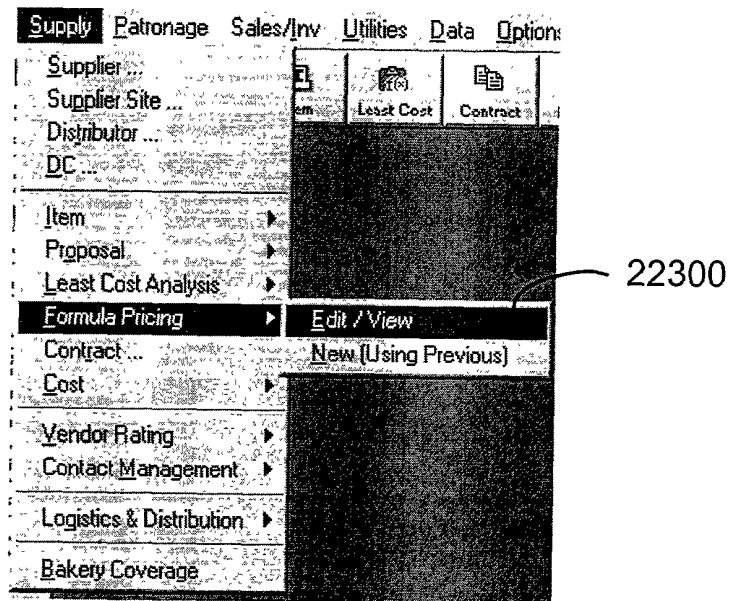 Supply Patronage Sales/Inv Utilities Data Option
Supplier ...
Supplier Site ...
Least Cost Contract
Distributor ...
DC ...
Item
Proposal
Least Cost Analysis
22300
Formula Pricing Edit / View
Contract ... New (Using Previous)
Cost
Vendor Rating
Contact Management
Logistics & Distribution
Bakery Coverage